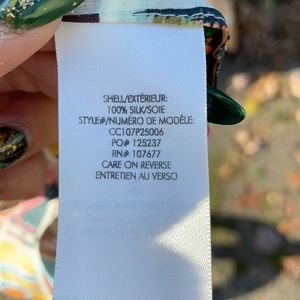 SHELL/EXTÉRIEUR:
100% SILK/SOIE
STYLE#/NUMÉRO DE MODÈLE:
CC107P25006
PO# 125237
RN# 107677
CARE ON REVERSE
ENTRETIEN AU VERSO